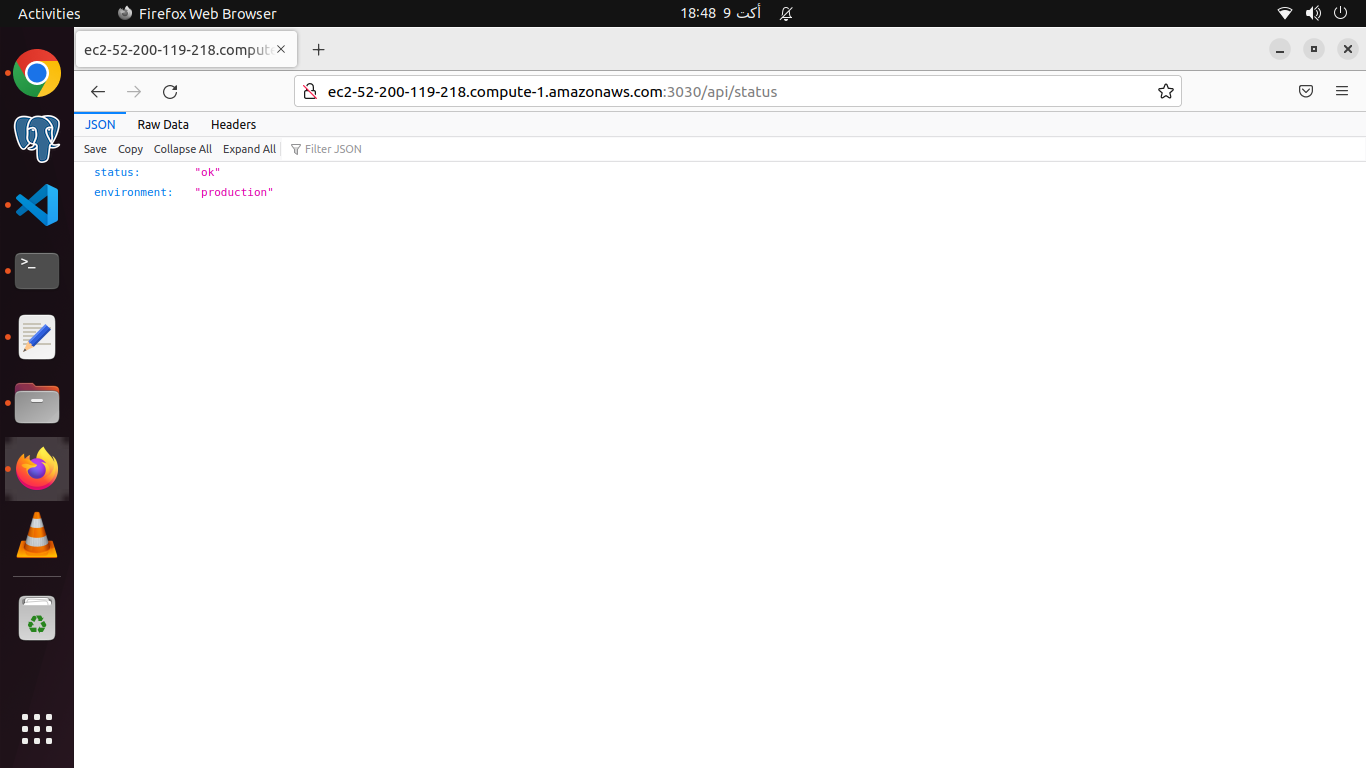 Activities
Firefox Web Browser
18:48 9 أكت
ec2-52-200-119-218.comput
ec2-52-200-119-218.compute-1.amazonaws.com:3030/api/status
JSON Raw Data Headers
Save Copy Collapse All Expand All Filter JSON
status: "ok"
environment: "production"
>_